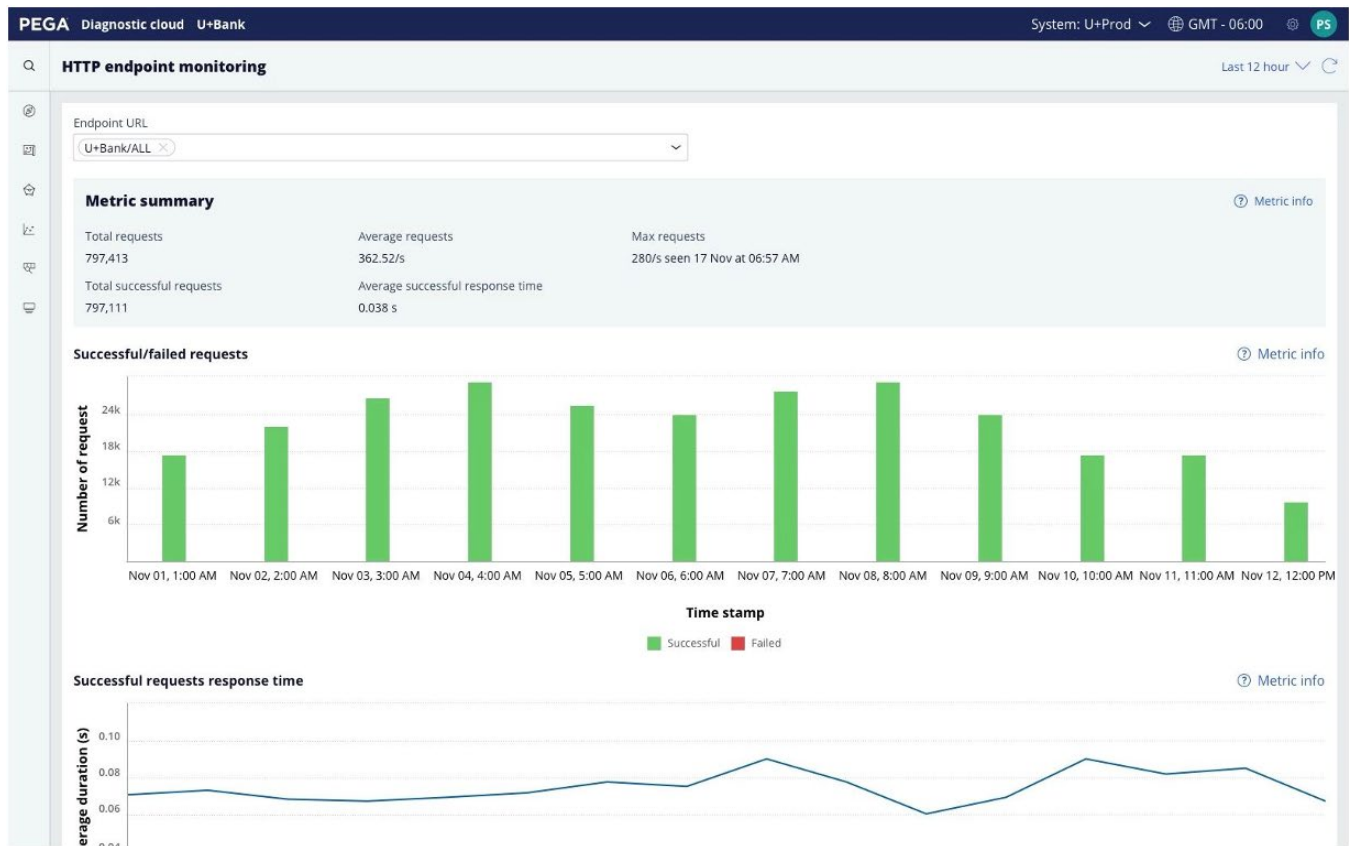 PEGA Diagnostic cloud U+Bank System: U+Prod GMT - 06:00 PS
HTTP endpoint monitoring Last 12 hour
Endpoint URL
U+Bank/ALL
Metric summary Metric info
Total requests Average requests Max requests
797,413 362.52/s 280/s seen 17 Nov at 06:57 AM
Total successful requests Average successful response time
797,111 0.038 s
Successful/failed requests Metric info
Number of request
24k
18k
12k
6k
Nov 01, 1:00 AM Nov 02, 2:00 AM Nov 03, 3:00 AM Nov 04, 4:00 AM Nov 05, 5:00 AM Nov 06, 6:00 AM Nov 07, 7:00 AM Nov 08, 8:00 AM Nov 09, 9:00 AM Nov 10, 10:00 AM Nov 11, 11:00 AM Nov 12, 12:00 PM
Time stamp
Successful Failed
Successful requests response time Metric info
erage duration (s)
0.10
0.08
0.06